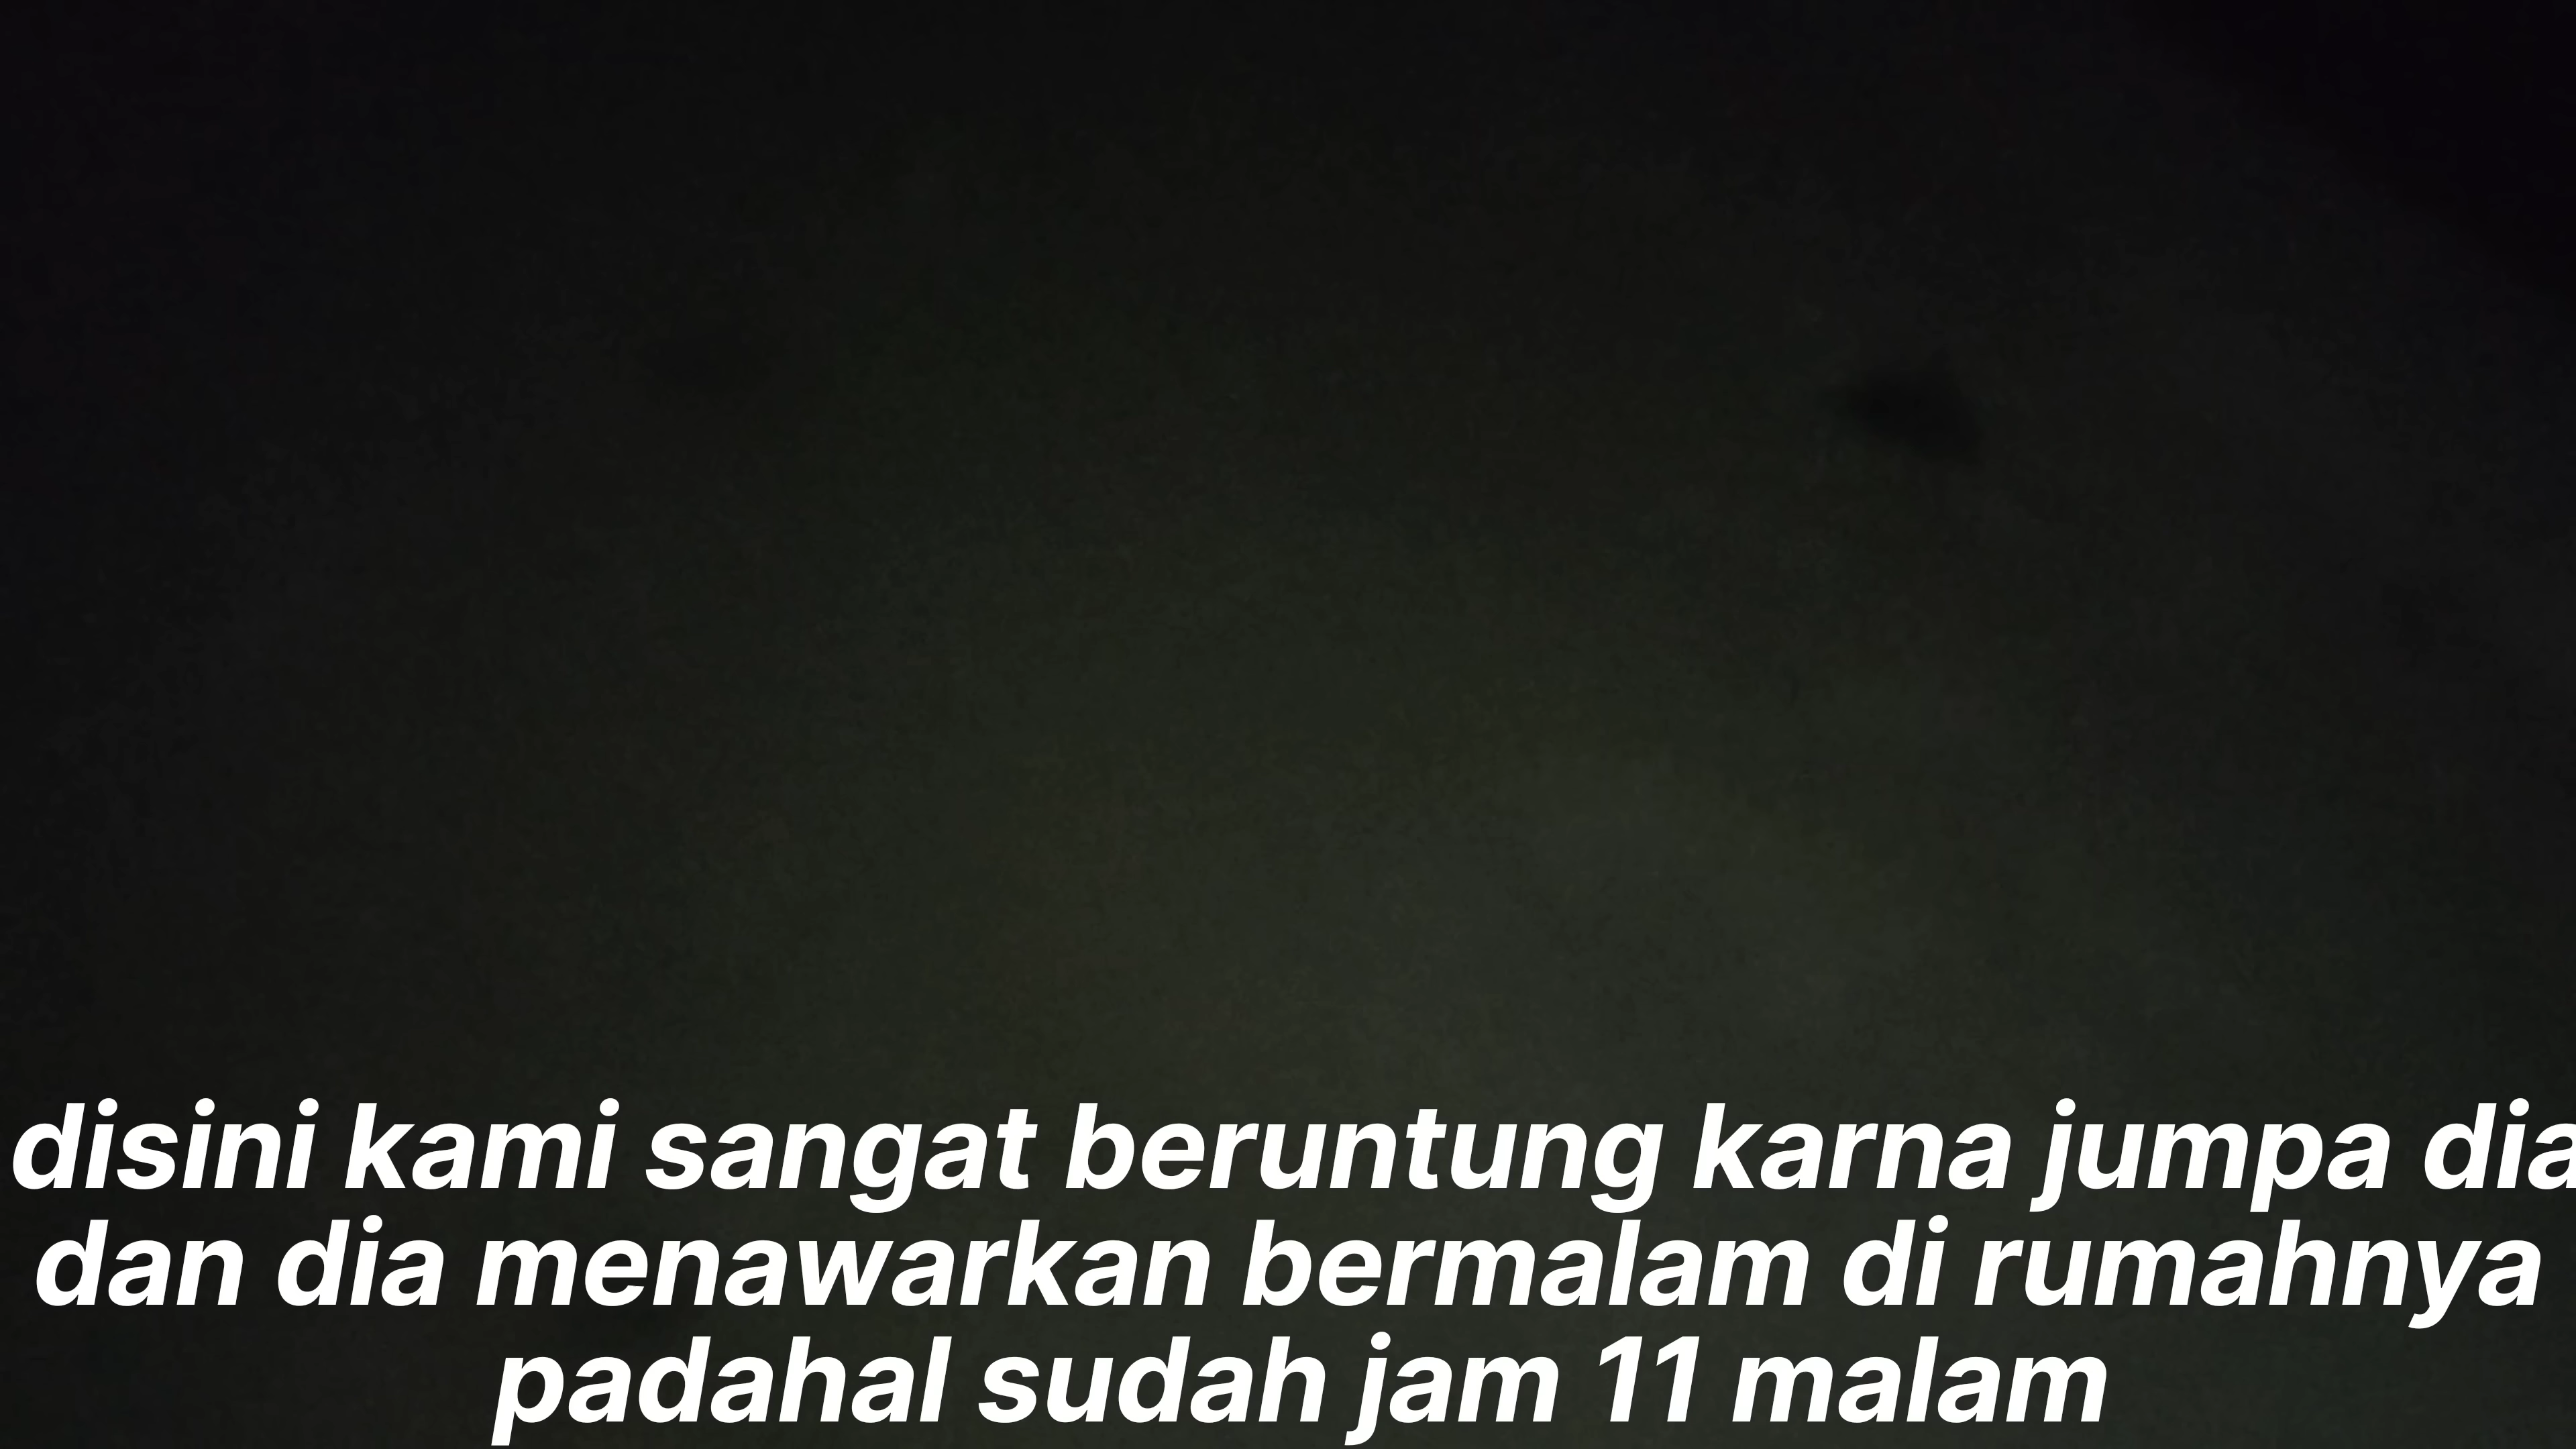 disini kami sangat beruntung karna jumpa dia
dan dia menawarkan bermalam di rumahnya
padahal sudah jam 11 malam